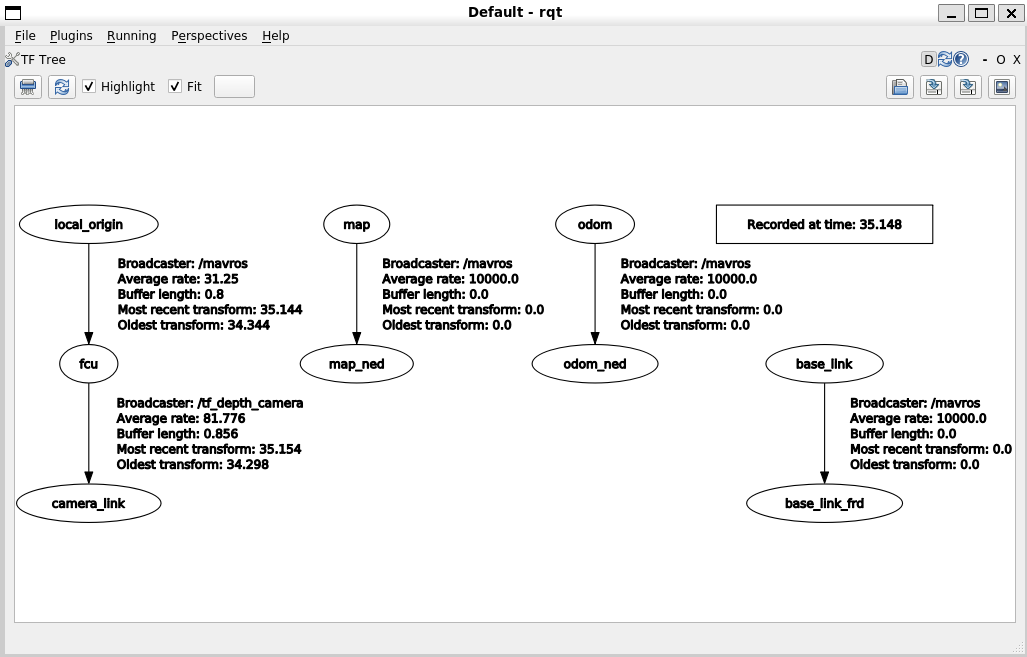 Default - rqt
File Plugins Running Perspectives Help
TF Tree D ? - O X
Highlight Fit
local_origin map odom Recorded at time: 35.148
Broadcaster: /mavros
Average rate: 31.25
Buffer length: 0.8
Most recent transform: 35.144
Oldest transform: 34.344
Broadcaster: /mavros
Average rate: 10000.0
Buffer length: 0.0
Most recent transform: 0.0
Oldest transform: 0.0
Broadcaster: /mavros
Average rate: 10000.0
Buffer length: 0.0
Most recent transform: 0.0
Oldest transform: 0.0
fcu map_ned odom_ned base_link
Broadcaster: /tf_depth_camera
Average rate: 81.776
Buffer length: 0.856
Most recent transform: 35.154
Oldest transform: 34.298
Broadcaster: /mavros
Average rate: 10000.0
Buffer length: 0.0
Most recent transform: 0.0
Oldest transform: 0.0
camera_link base_link_frd